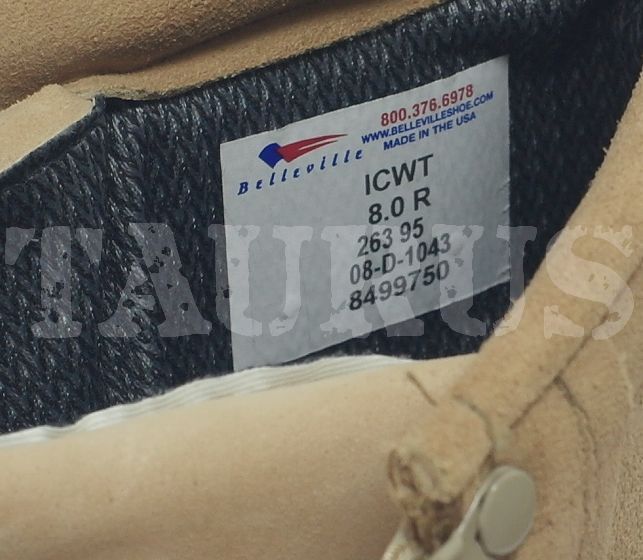 800.376.6978
WWW.BELLEVILLESHOE.COM
MADE IN THE USA
Belleville
ICWT
8.0 R
263 95
08-D-1043
8499750
TAURUS